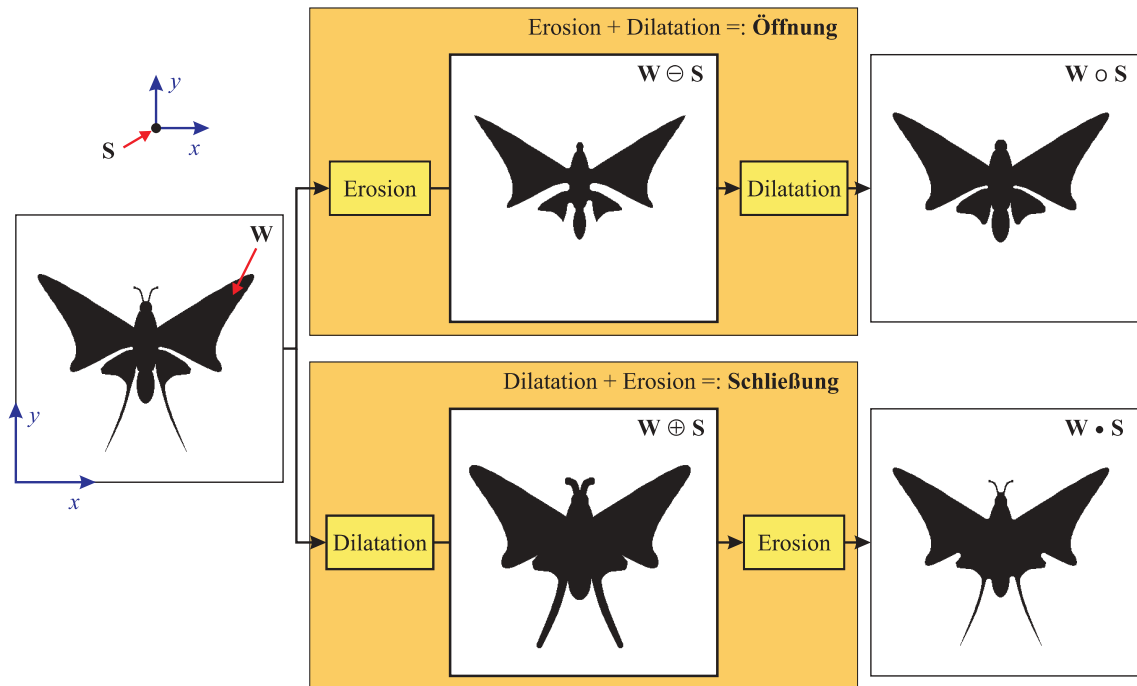 y
x
S
W
y
x
Erosion + Dilatation =: Öffnung
Erosion
W ⊖ S
Dilatation
W ○ S
Dilatation + Erosion =: Schließung
Dilatation
W ⊕ S
Erosion
W • S